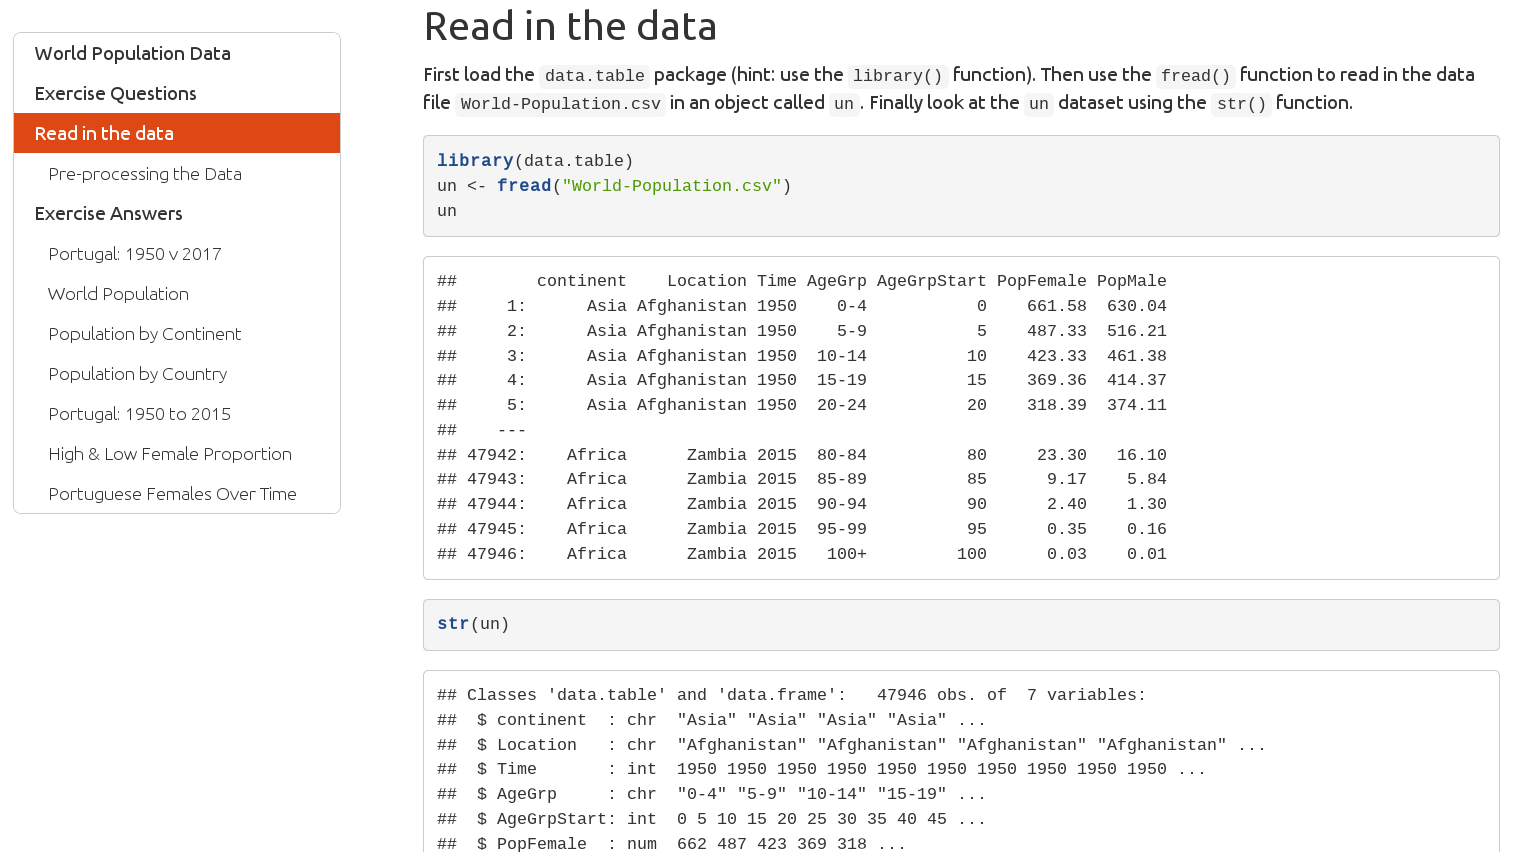 World Population Data
Exercise Questions
Read in the data
Pre-processing the Data
Exercise Answers
Portugal: 1950 v 2017
World Population
Population by Continent
Population by Country
Portugal: 1950 to 2015
High & Low Female Proportion
Portuguese Females Over Time
Read in the data
First load the data.table package (hint: use the library() function). Then use the fread() function to read in the data
file World-Population.csv in an object called un. Finally look at the un dataset using the str() function.
library(data.table)
un <- fread("World-Population.csv")
un
##        continent    Location Time AgeGrp AgeGrpStart PopFemale PopMale
##     1:      Asia Afghanistan 1950    0-4           0    661.58  630.04
##     2:      Asia Afghanistan 1950    5-9           5    487.33  516.21
##     3:      Asia Afghanistan 1950  10-14          10    423.33  461.38
##     4:      Asia Afghanistan 1950  15-19          15    369.36  414.37
##     5:      Asia Afghanistan 1950  20-24          20    318.39  374.11
##    ---
## 47942:    Africa      Zambia 2015  80-84          80     23.30   16.10
## 47943:    Africa      Zambia 2015  85-89          85      9.17    5.84
## 47944:    Africa      Zambia 2015  90-94          90      2.40    1.30
## 47945:    Africa      Zambia 2015  95-99          95      0.35    0.16
## 47946:    Africa      Zambia 2015   100+         100      0.03    0.01
str(un)
## Classes 'data.table' and 'data.frame':   47946 obs. of  7 variables:
##  $ continent  : chr  "Asia" "Asia" "Asia" "Asia" ...
##  $ Location   : chr  "Afghanistan" "Afghanistan" "Afghanistan" "Afghanistan" ...
##  $ Time       : int  1950 1950 1950 1950 1950 1950 1950 1950 1950 1950 ...
##  $ AgeGrp     : chr  "0-4" "5-9" "10-14" "15-19" ...
##  $ AgeGrpStart: int  0 5 10 15 20 25 30 35 40 45 ...
##  $ PopFemale  : num  662 487 423 369 318 ...